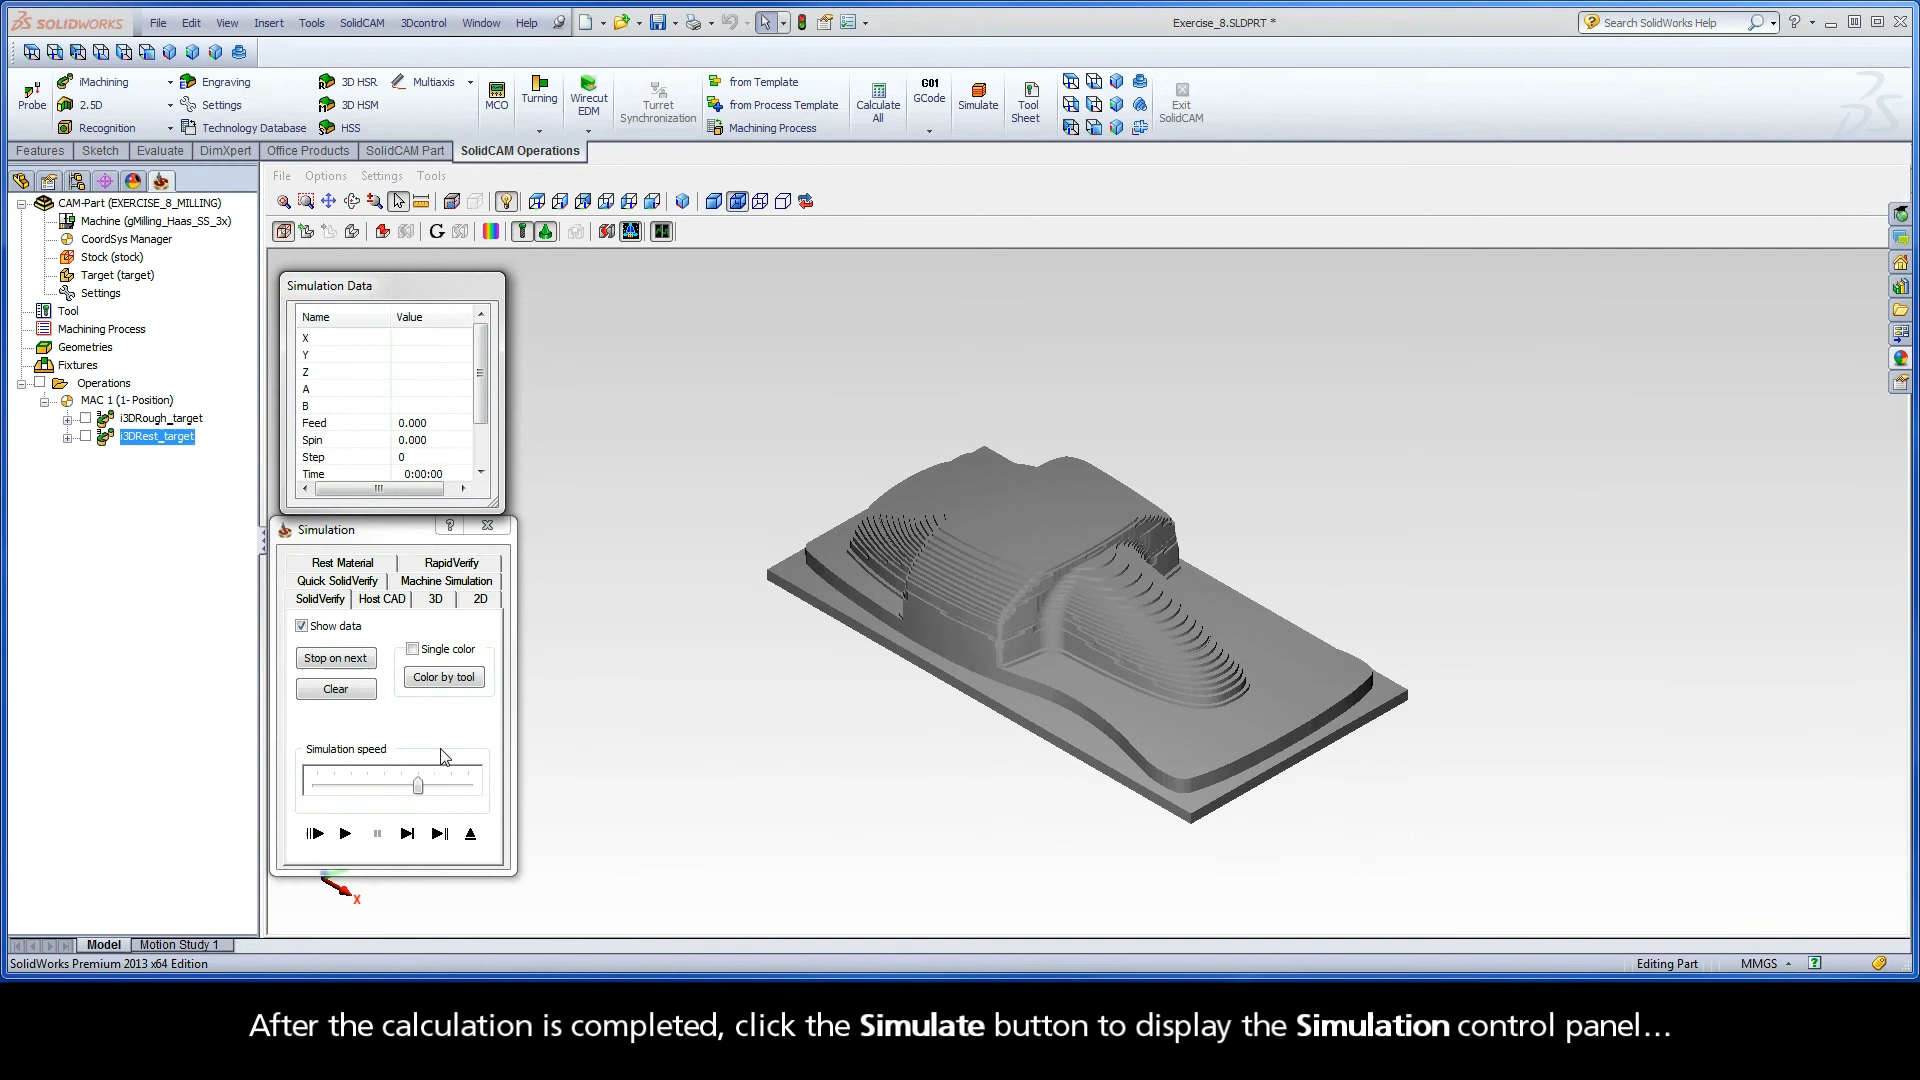 SOLIDWORKS File Edit View Insert Tools SolidCAM 3Dcontrol Window Help Exercise_8.SLDPRT * Search SolidWorks Help
Probe iMachining 2.5D Recognition Engraving Settings Technology Database 3D HSR 3D HSM HSS Multiaxis MCO Turning Wirecut EDM Turret Synchronization from Template from Process Template Machining Process Calculate All G01 GCode Simulate Tool Sheet Exit SolidCAM
Features Sketch Evaluate DimXpert Office Products SolidCAM Part SolidCAM Operations
File Options Settings Tools
CAM-Part (EXERCISE_8_MILLING)
Machine (gMilling_Haas_SS_3x)
CoordSys Manager
Stock (stock)
Target (target)
Settings
Tool
Machining Process
Geometries
Fixtures
Operations
MAC 1 (1- Position)
i3DRough_target
i3DRest_target
Simulation Data
Name Value
X
Y
Z
A
B
Feed 0.000
Spin 0.000
Step 0
Time 0:00:00
Simulation
Rest Material RapidVerify
Quick SolidVerify Machine Simulation
SolidVerify Host CAD 3D 2D
Show data
Stop on next Single color
Clear Color by tool
Simulation speed
X
Model Motion Study 1
SolidWorks Premium 2013 x64 Edition Editing Part MMGS
After the calculation is completed, click the Simulate button to display the Simulation control panel...